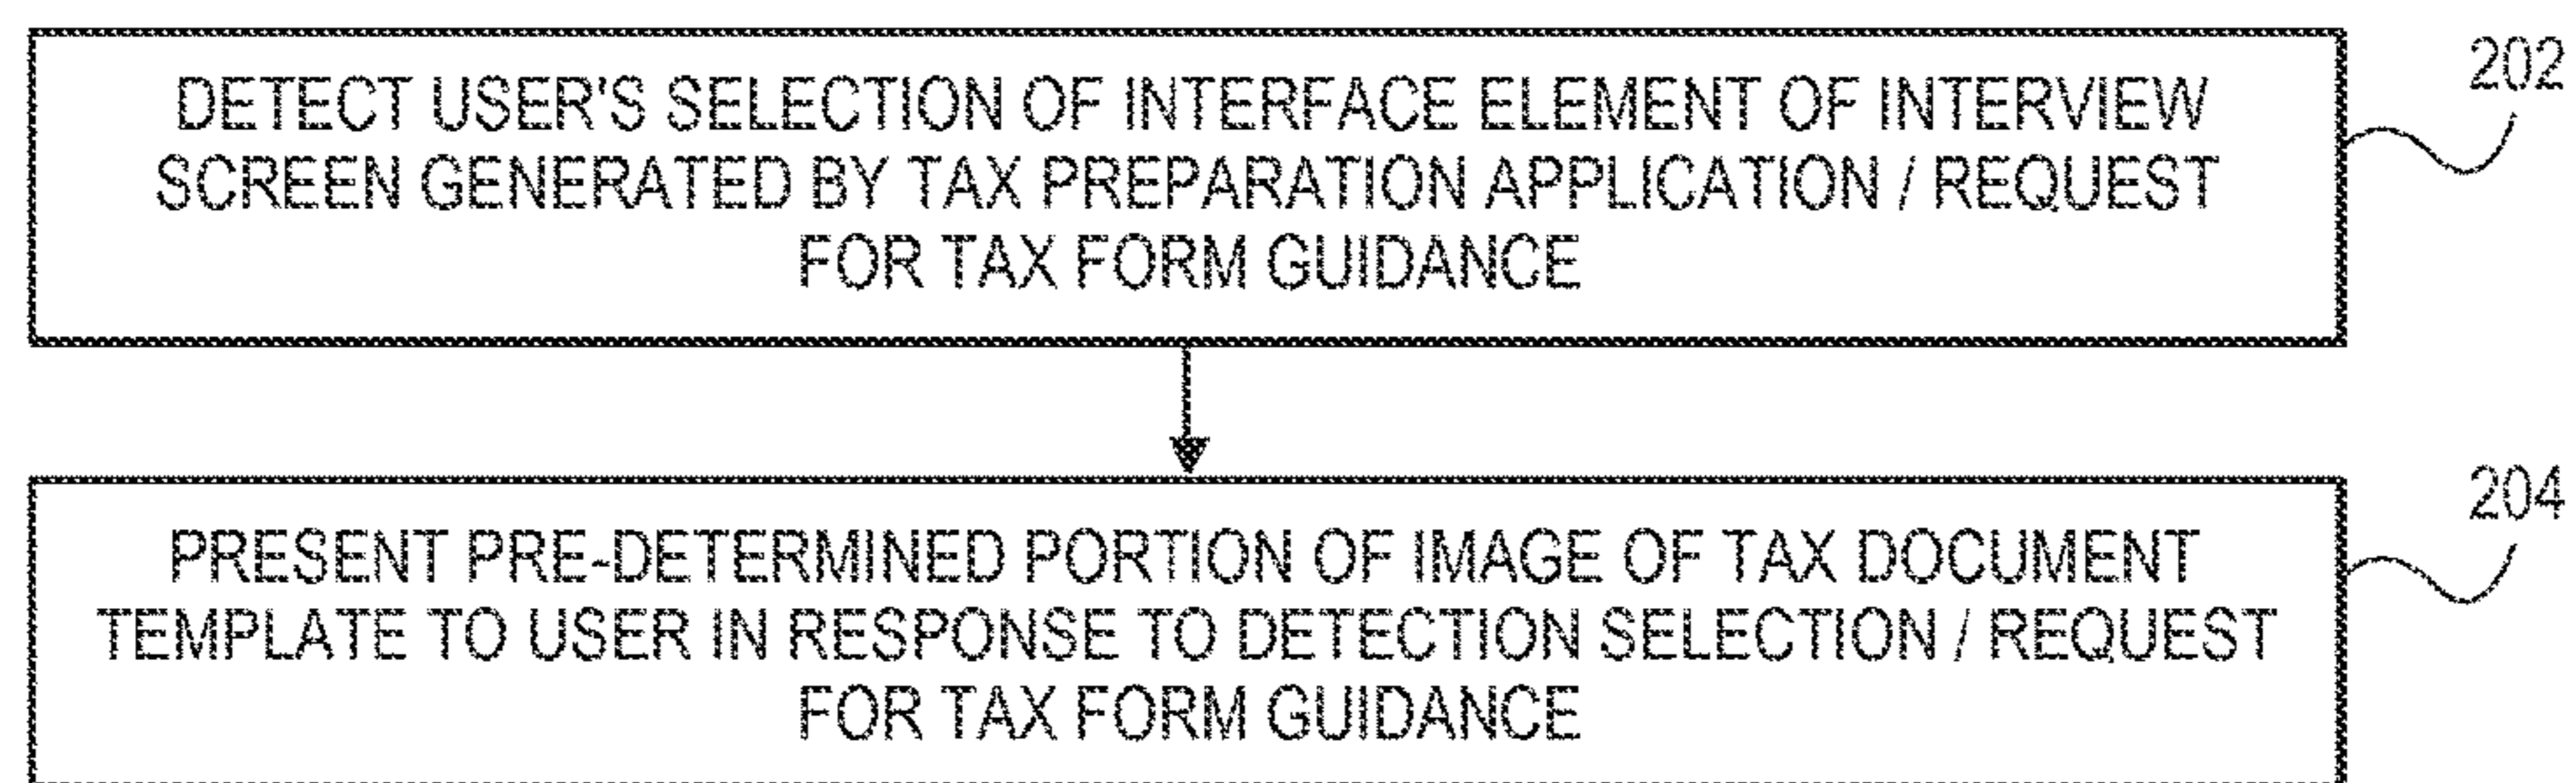 DETECT USER'S SELECTION OF INTERFACE ELEMENT OF INTERVIEW
SCREEN GENERATED BY TAX PREPARATION APPLICATION / REQUEST
FOR TAX FORM GUIDANCE
202
PRESENT PRE-DETERMINED PORTION OF IMAGE OF TAX DOCUMENT
TEMPLATE TO USER IN RESPONSE TO DETECTION SELECTION / REQUEST
FOR TAX FORM GUIDANCE
204